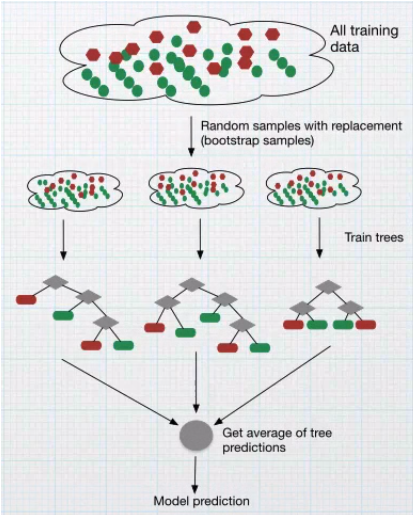 All training
data
Random samples with replacement
(bootstrap samples)
Train trees
Get average of tree
predictions
Model prediction